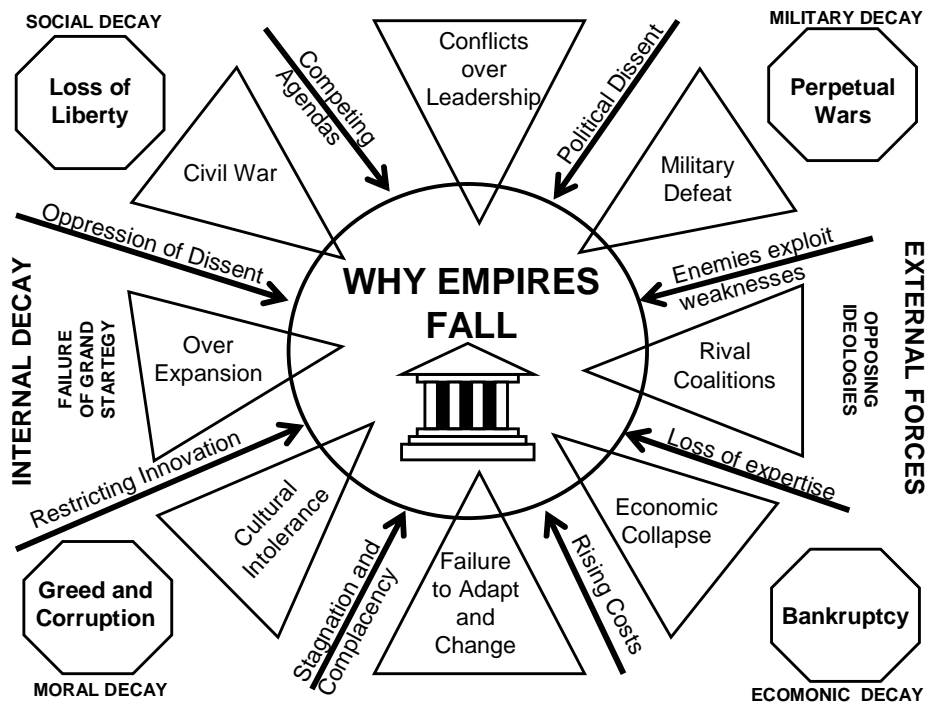 SOCIAL DECAY
Loss of
Liberty
Competing
Agendas
Conflicts
over
Leadership
Political Dissent
MILITARY DECAY
Perpetual
Wars
Civil War
Military
Defeat
Oppression of Dissent
Enemies exploit
weaknesses
WHY EMPIRES
FALL
INTERNAL DECAY
FAILURE
OF GRAND
STARTEGY
Over
Expansion
Rival
Coalitions
OPPOSING
IDEOLOGIES
EXTERNAL FORCES
Restricting Innovation
Loss of expertise
Cultural
Intolerance
Economic
Collapse
Stagnation and
Complacency
Failure
to Adapt
and
Change
Rising Costs
Greed and
Corruption
MORAL DECAY
Bankruptcy
ECOMONIC DECAY